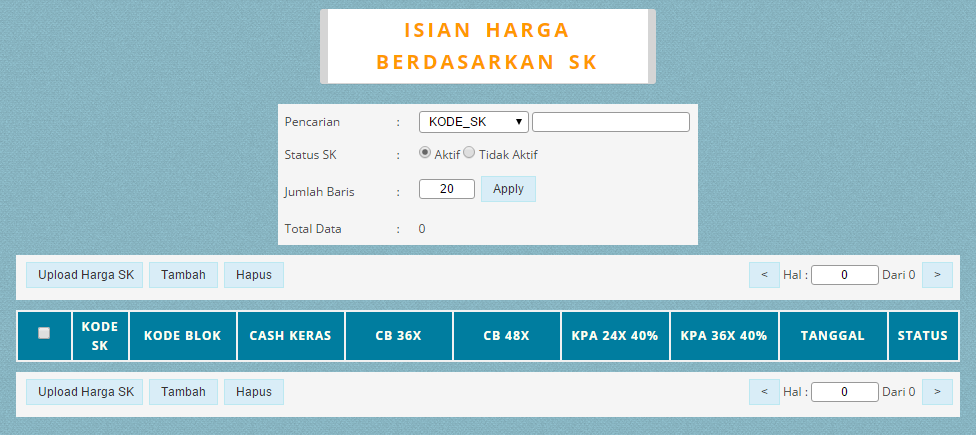 ISIAN HARGA
BERDASARKAN SK
Pencarian : KODE_SK
Status SK : Aktif Tidak Aktif
Jumlah Baris : 20 Apply
Total Data : 0
Upload Harga SK Tambah Hapus < Hal : 0 Dari 0 >
KODE SK KODE BLOK CASH KERAS CB 36X CB 48X KPA 24X 40% KPA 36X 40% TANGGAL STATUS
Upload Harga SK Tambah Hapus < Hal : 0 Dari 0 >